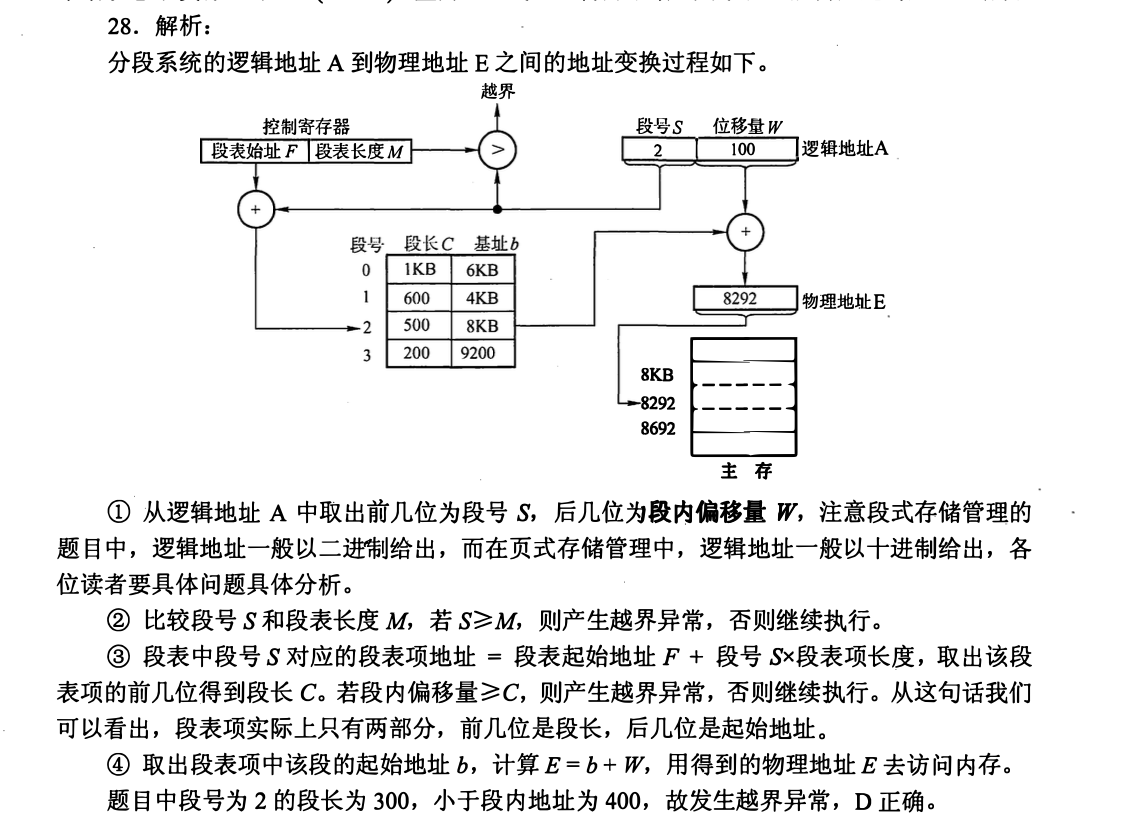 28．解析：
分段系统的逻辑地址 A 到物理地址 E 之间的地址变换过程如下。
越界
控制寄存器
段号S 位移量W
段表始址 F 段表长度 M
>
2 100 逻辑地址A
+
+
段号 段长C 基址b
0 1KB 6KB
1 600 4KB
2 500 8KB
3 200 9200
8292 物理地址E
8KB
8292
8692
主 存
① 从逻辑地址 A 中取出前几位为段号 S，后几位为段内偏移量 W，注意段式存储管理的
题目中，逻辑地址一般以二进制给出，而在页式存储管理中，逻辑地址一般以十进制给出，各
位读者要具体问题具体分析。
② 比较段号 S 和段表长度 M，若 S≥M，则产生越界异常，否则继续执行。
③ 段表中段号 S 对应的段表项地址 = 段表起始地址 F + 段号 S×段表项长度，取出该段
表项的前几位得到段长 C。若段内偏移量≥C，则产生越界异常，否则继续执行。从这句话我们
可以看出，段表项实际上只有两部分，前几位是段长，后几位是起始地址。
④ 取出段表项中该段的起始地址 b，计算 E = b + W，用得到的物理地址 E 去访问内存。
题目中段号为 2 的段长为 300，小于段内地址为 400，故发生越界异常，D 正确。